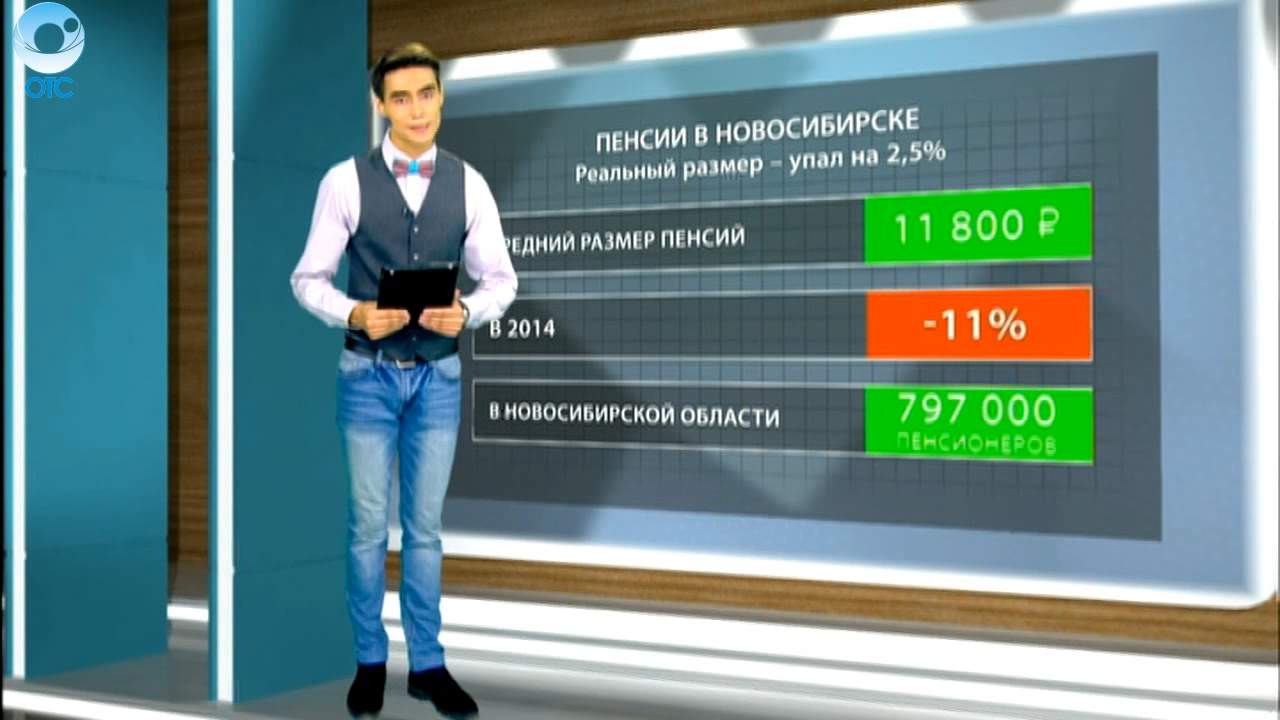 ОТС
ПЕНСИИ В НОВОСИБИРСКЕ
Реальный размер – упал на 2,5%
РЕДНИЙ РАЗМЕР ПЕНСИЙ
11 800 ₽
В 2014
-11%
В НОВОСИБИРСКОЙ ОБЛАСТИ
797 000
ПЕНСИОНЕРОВ